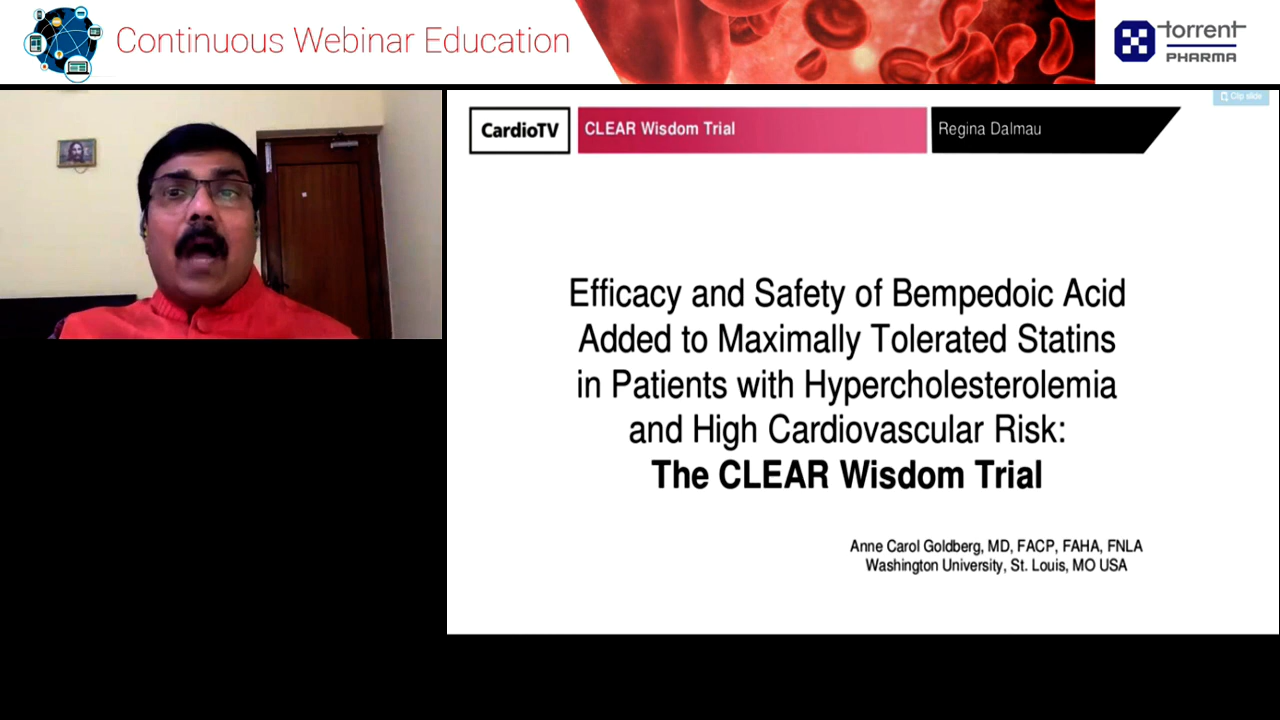 Continuous Webinar Education
torrent
PHARMA
Clip slide
CardioTV
CLEAR Wisdom Trial
Regina Dalmau
Efficacy and Safety of Bempedoic Acid
Added to Maximally Tolerated Statins
in Patients with Hypercholesterolemia
and High Cardiovascular Risk:
The CLEAR Wisdom Trial
Anne Carol Goldberg, MD, FACP, FAHA, FNLA
Washington University, St. Louis, MO USA